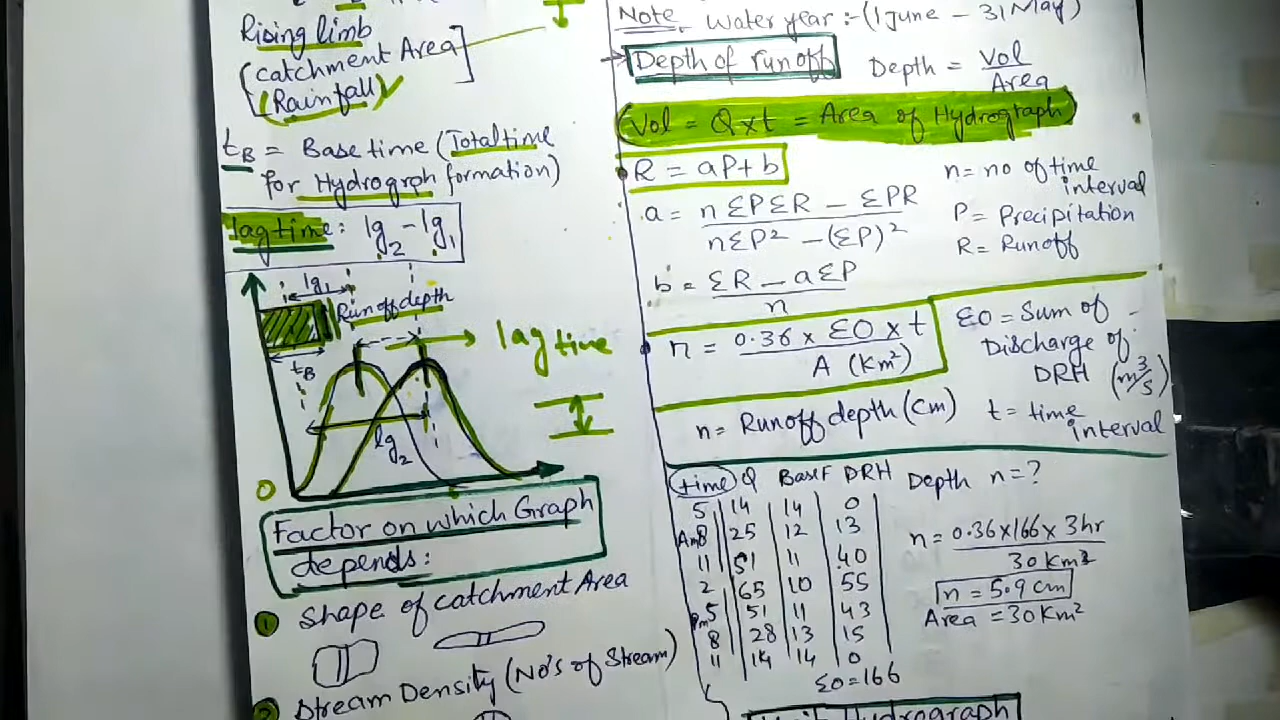 Rising limb
(catchment Area
(Rainfall)
t_B = Base time (Total time
for Hydrogrph formation)
lag time: lg₂ - lg₁
lg₁
Runoff depth
lag time
t_B
lg₂
O
Factor on which Graph
depends:
① Shape of catchment Area
② Stream Density (No's of Stream)
Note Water year :- (1 June - 31 May)
→ Depth of runoff Depth = Vol / Area
(Vol = Q x t = Area of Hydrograph)
R = aP + b
n = no of time
interval
a = nΣPΣR - ΣPR / nΣP² - (ΣP)²
P = Precipitation
R = Runoff
b = ΣR - aΣP / n
n = 0.36 x ΣO x t / A (Km²)
ΣO = Sum of
Discharge of
DRH (m³/s)
n = Runoff depth (Cm)
t = time
interval
time Q BaseF DRH Depth n = ?
5 14 14 0
Am 8 25 12 13
11 51 11 40
2 65 10 55
Pm 5 51 11 43
8 28 13 15
11 14 14 0
ΣO = 166
n = 0.36 x 166 x 3hr / 30 Km²
n = 5.9 cm
Area = 30 Km²
Hydrograph